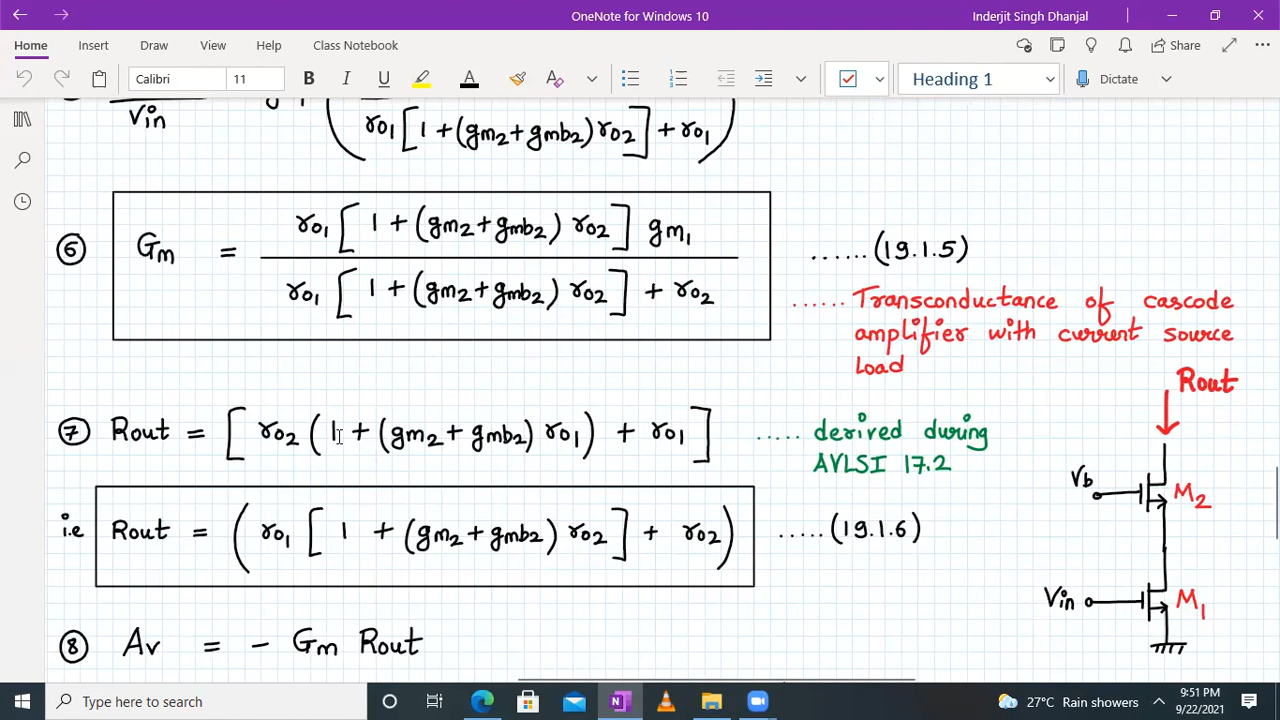 OneNote for Windows 10
Inderjit Singh Dhanjal
Home Insert Draw View Help Class Notebook
Share
Calibri 11 B I U A Heading 1 Dictate
Vin
ro1 [ 1 + (gm2 + gmb2) ro2 ] + ro1 )
⑥ Gm = ro1 [ 1 + (gm2 + gmb2) ro2 ] gm1
ro1 [ 1 + (gm2 + gmb2) ro2 ] + ro2
......(19.1.5)
...... Transconductance of cascode
amplifier with current source
load
Rout
⑦ Rout = [ ro2 ( 1 + (gm2 + gmb2) ro1 ) + ro1 ]
..... derived during
AVLSI 17.2
Vb
M2
i.e Rout = ( ro1 [ 1 + (gm2 + gmb2) ro2 ] + ro2 )
.....(19.1.6)
Vin
M1
⑧ Av = - Gm Rout
Type here to search
27°C Rain showers
9:51 PM
9/22/2021